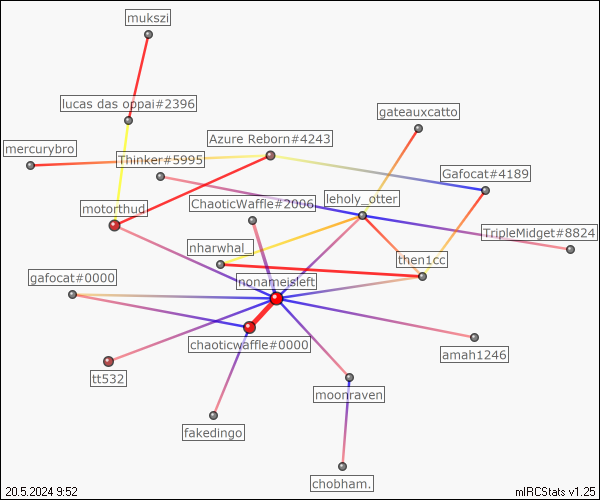 mukszi
lucas das oppai#2396
gateauxcatto
Azure Reborn#4243
mercurybro
Thinker#5995
Gafocat#4189
leholy_otter
ChaoticWaffle#2006
motorthud
TripleMidget#8824
nharwhal_
then1cc
gafocat#0000
nonameisleft
chaoticwaffle#0000
amah1246
tt532
moonraven
fakedingo
chobham.
20.5.2024 9:52
mIRCStats v1.25